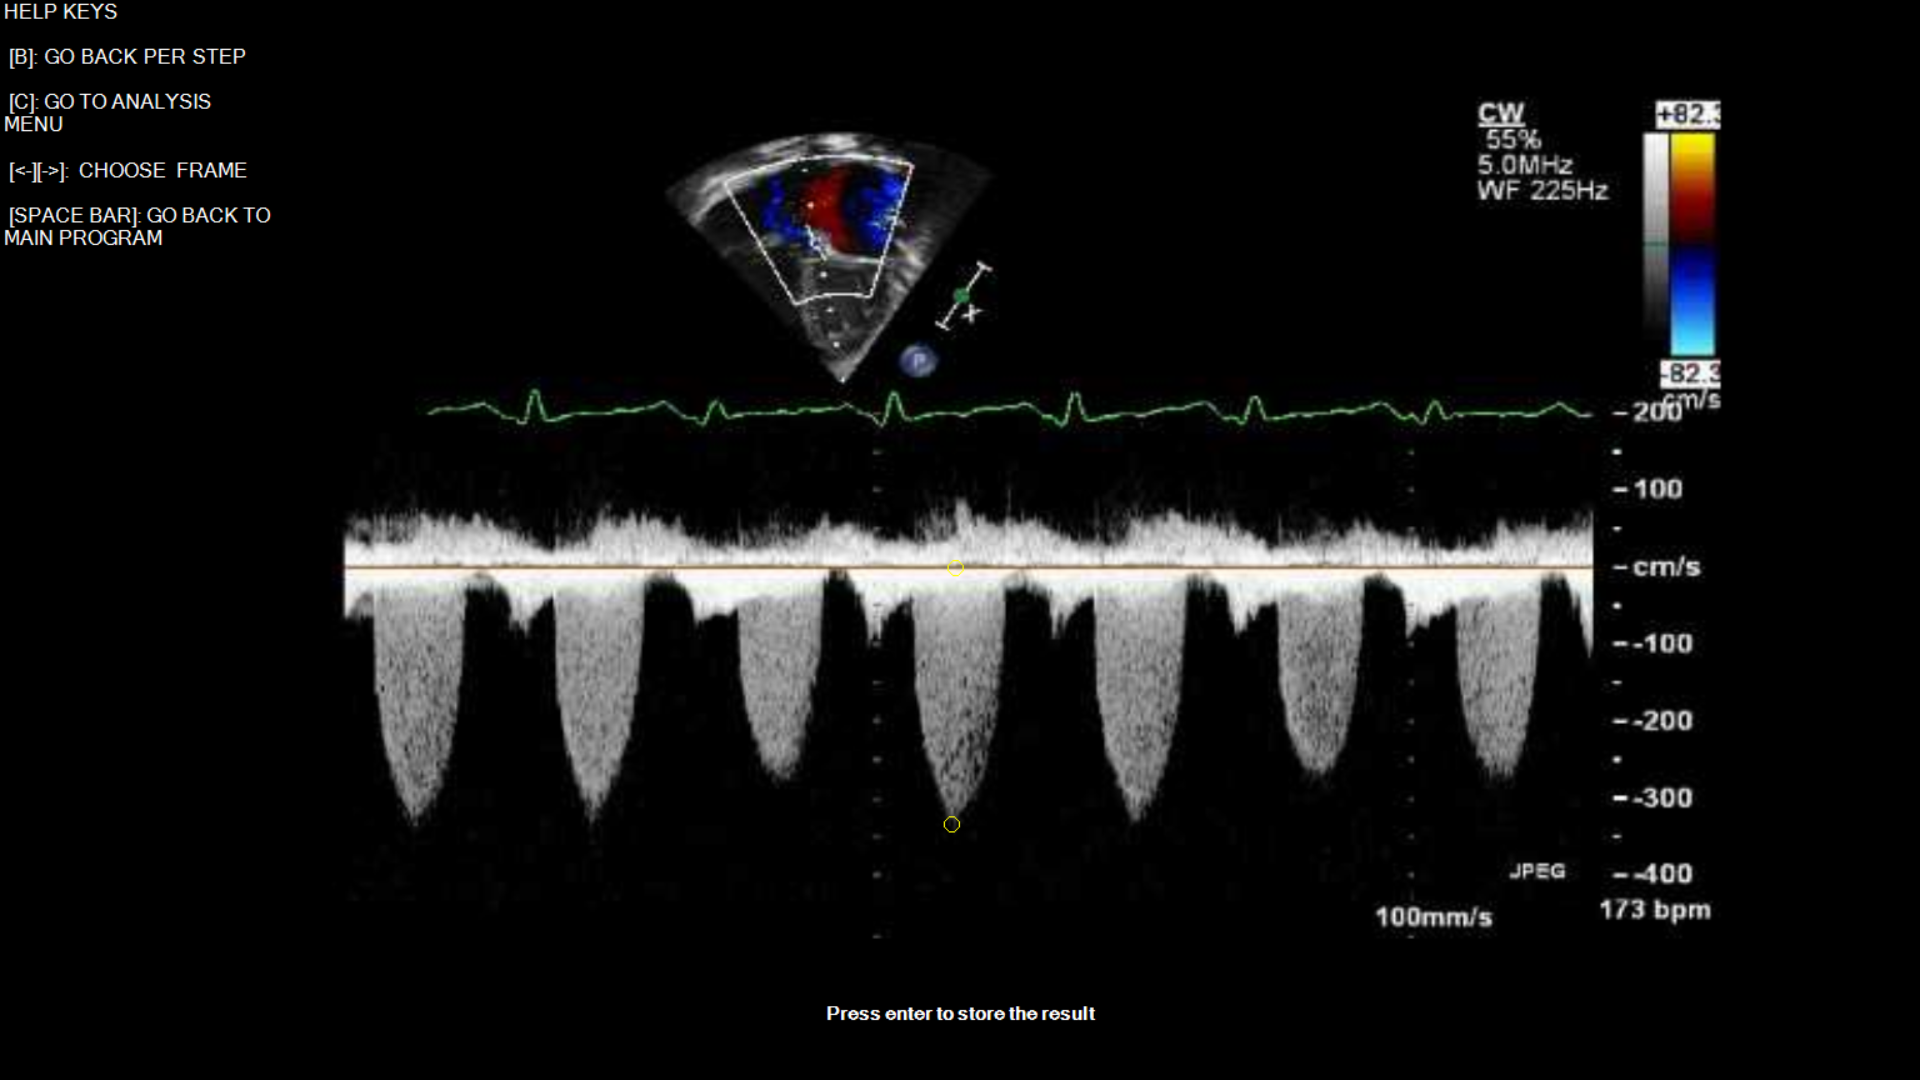 HELP KEYS
[B]: GO BACK PER STEP
[C]: GO TO ANALYSIS
MENU
[<-][->]: CHOOSE FRAME
[SPACE BAR]: GO BACK TO
MAIN PROGRAM
CW
55%
5.0MHz
WF 225Hz
+82.3
-82.3
cm/s
x
P
200
100
cm/s
-100
-200
-300
-400
JPEG
100mm/s
173 bpm
Press enter to store the result